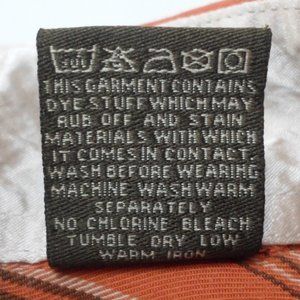 THIS GARMENT CONTAINS
DYE STUFF WHICH MAY
RUB OFF AND STAIN
MATERIALS WITH WHICH
IT COMES IN CONTACT.
WASH BEFORE WEARING
MACHINE WASH WARM
SEPARATELY
NO CHLORINE BLEACH
TUMBLE DRY LOW
WARM IRON